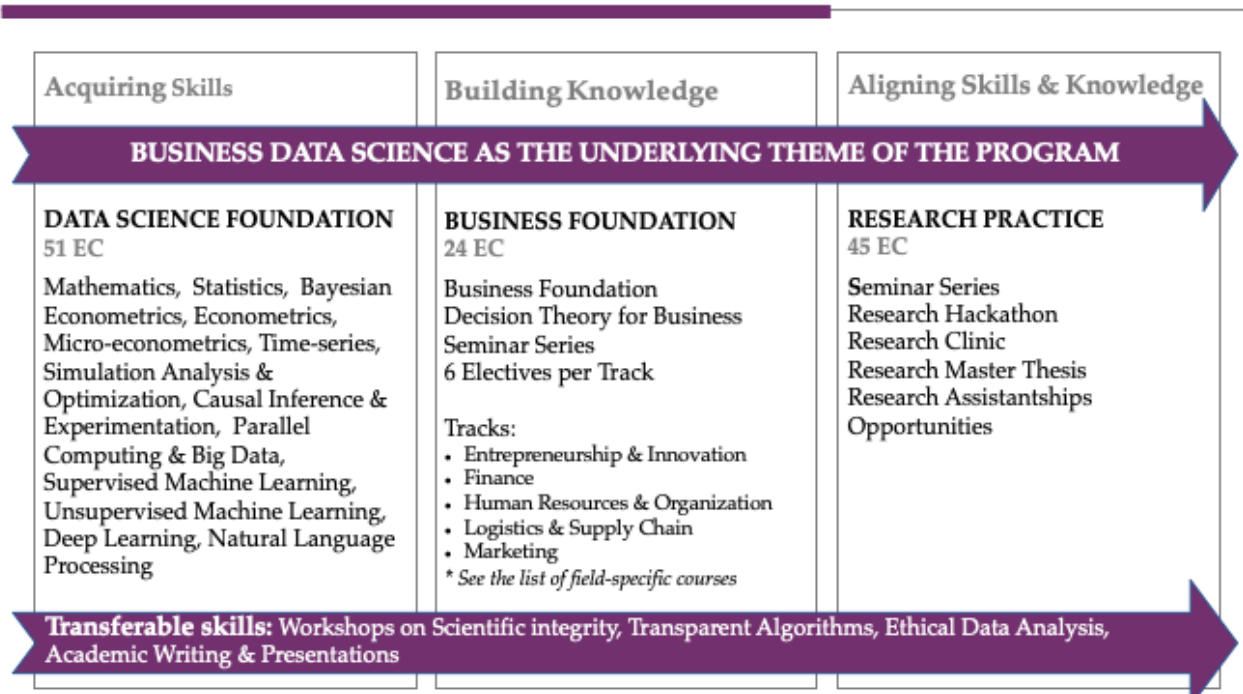 Acquiring Skills
BUSINESS DATA SCIENCE AS THE UNDERLYING THEME OF THE PROGRAM
DATA SCIENCE FOUNDATION
51 EC
Mathematics, Statistics, Bayesian
Econometrics, Econometrics,
Micro-econometrics, Time-series,
Simulation Analysis &
Optimization, Causal Inference &
Experimentation, Parallel
Computing & Big Data,
Supervised Machine Learning,
Unsupervised Machine Learning,
Deep Learning, Natural Language
Processing
Building Knowledge
BUSINESS FOUNDATION
24 EC
Business Foundation
Decision Theory for Business
Seminar Series
6 Electives per Track
Tracks:
• Entrepreneurship & Innovation
• Finance
• Human Resources & Organization
• Logistics & Supply Chain
• Marketing
* See the list of field-specific courses
Aligning Skills & Knowledge
RESEARCH PRACTICE
45 EC
Seminar Series
Research Hackathon
Research Clinic
Research Master Thesis
Research Assistantships
Opportunities
Transferable skills: Workshops on Scientific integrity, Transparent Algorithms, Ethical Data Analysis,
Academic Writing & Presentations